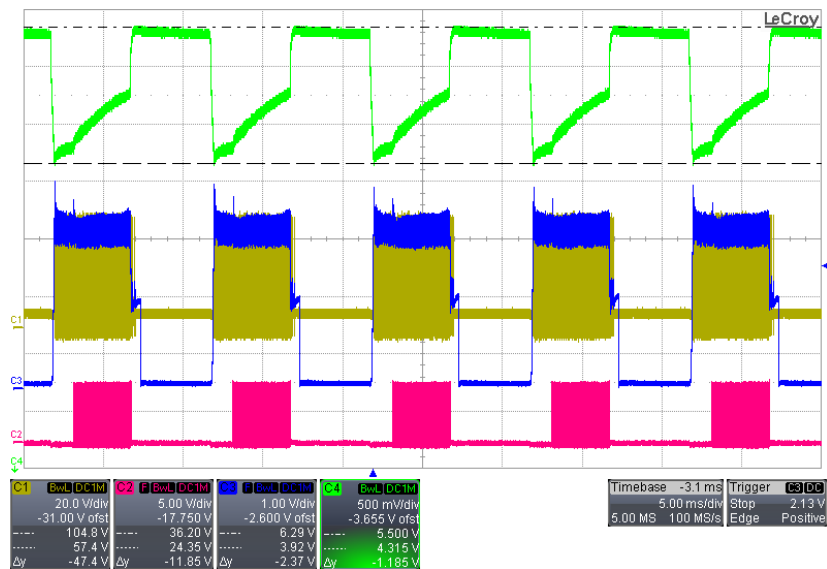 LeCroy
C1
C3
C2
C4
C1 BwL DC1M
20.0 V/div
-31.00 V ofst
104.8 V
57.4 V
Δy -47.4 V
C2 F BwL DC1M
5.00 V/div
-17.750 V
36.20 V
24.35 V
Δy -11.85 V
C3 F BwL DC1M
1.00 V/div
-2.600 V ofst
6.29 V
3.92 V
Δy -2.37 V
C4 BwL DC1M
500 mV/div
-3.655 V ofst
5.500 V
4.315 V
Δy -1.185 V
Timebase -3.1 ms
5.00 ms/div
5.00 MS 100 MS/s
Trigger C3 DC
Stop 2.13 V
Edge Positive